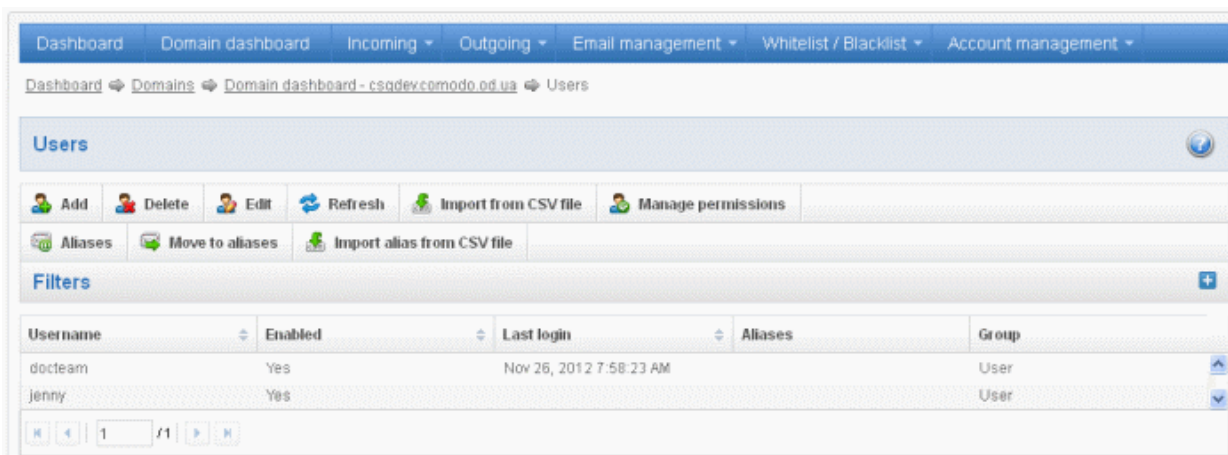 Dashboard Domain dashboard Incoming Outgoing Email management Whitelist / Blacklist Account management
Dashboard Domains Domain dashboard - csgdev.comodo.od.ua Users
Users
Add Delete Edit Refresh Import from CSV file Manage permissions
Aliases Move to aliases Import alias from CSV file
Filters
Username Enabled Last login Aliases Group
docteam Yes Nov 26, 2012 7:58:23 AM User
jenny Yes User
1 /1